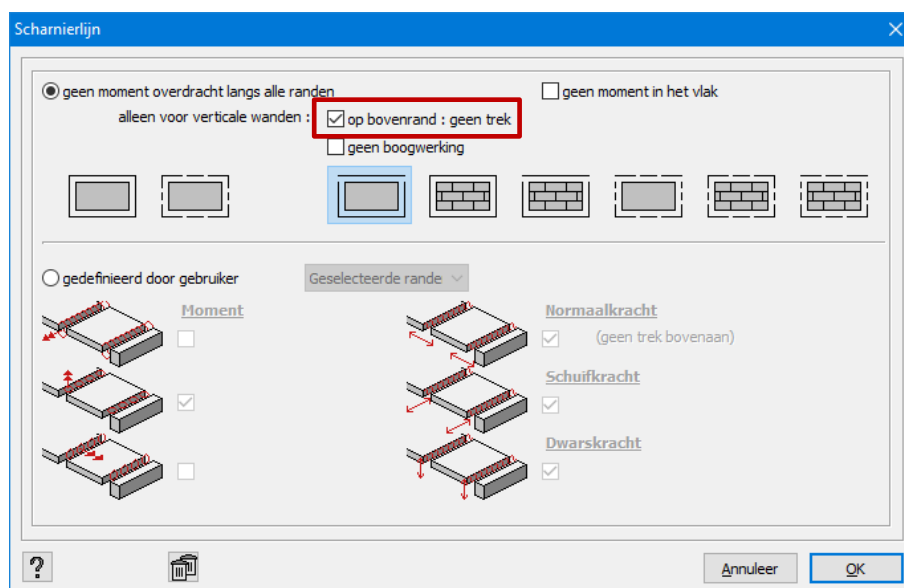 Scharnierlijn
geen moment overdracht langs alle randen
geen moment in het vlak
alleen voor verticale wanden :
op bovenrand : geen trek
geen boogwerking
gedefinieerd door gebruiker
Geselecteerde rande
Moment
Normaalkracht
(geen trek bovenaan)
Schuifkracht
Dwarskracht
?
Annuleer
OK